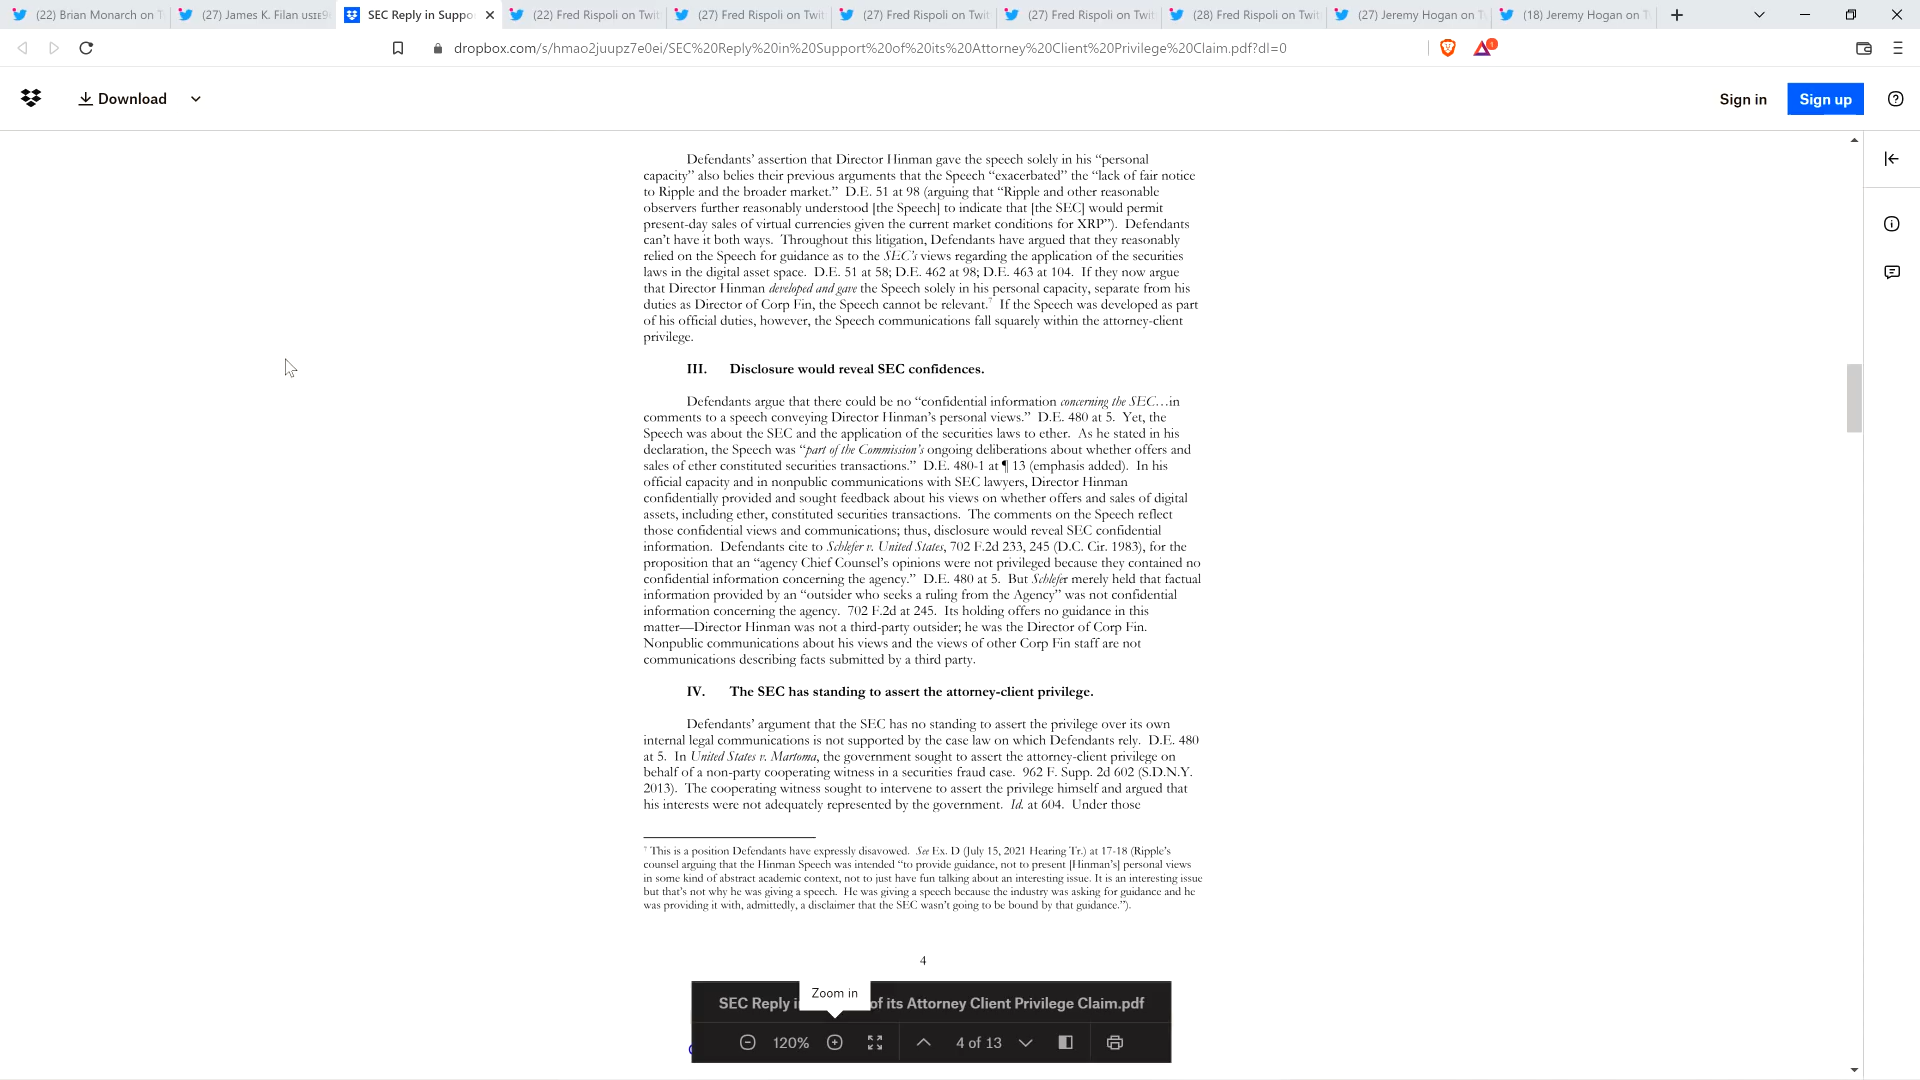 (22) Brian Monarch on T
(27) James K. Filan
SEC Reply in Suppo
(22) Fred Rispoli on Twit
(27) Fred Rispoli on Twit
(27) Fred Rispoli on Twit
(27) Fred Rispoli on Twit
(28) Fred Rispoli on Twit
(27) Jeremy Hogan on T
(18) Jeremy Hogan on T
dropbox.com/s/hmao2juupz7e0ei/SEC%20Reply%20in%20Support%20of%20its%20Attorney%20Client%20Privilege%20Claim.pdf?dl=0
1
Download
Sign in
Sign up
Defendants’ assertion that Director Hinman gave the speech solely in his “personal
capacity” also belies their previous arguments that the Speech “exacerbated” the “lack of fair notice
to Ripple and the broader market.” D.E. 51 at 98 (arguing that “Ripple and other reasonable
observers further reasonably understood [the Speech] to indicate that [the SEC] would permit
present-day sales of virtual currencies given the current market conditions for XRP”). Defendants
can’t have it both ways. Throughout this litigation, Defendants have argued that they reasonably
relied on the Speech for guidance as to the SEC’s views regarding the application of the securities
laws in the digital asset space. D.E. 51 at 58; D.E. 462 at 98; D.E. 463 at 104. If they now argue
that Director Hinman developed and gave the Speech solely in his personal capacity, separate from his
duties as Director of Corp Fin, the Speech cannot be relevant.7 If the Speech was developed as part
of his official duties, however, the Speech communications fall squarely within the attorney-client
privilege.
III. Disclosure would reveal SEC confidences.
Defendants argue that there could be no “confidential information concerning the SEC…in
comments to a speech conveying Director Hinman’s personal views.” D.E. 480 at 5. Yet, the
Speech was about the SEC and the application of the securities laws to ether. As he stated in his
declaration, the Speech was “part of the Commission’s ongoing deliberations about whether offers and
sales of ether constituted securities transactions.” D.E. 480-1 at ¶ 13 (emphasis added). In his
official capacity and in nonpublic communications with SEC lawyers, Director Hinman
confidentially provided and sought feedback about his views on whether offers and sales of digital
assets, including ether, constituted securities transactions. The comments on the Speech reflect
those confidential views and communications; thus, disclosure would reveal SEC confidential
information. Defendants cite to Schlefer v. United States, 702 F.2d 233, 245 (D.C. Cir. 1983), for the
proposition that an “agency Chief Counsel’s opinions were not privileged because they contained no
confidential information concerning the agency.” D.E. 480 at 5. But Schlefer merely held that factual
information provided by an “outsider who seeks a ruling from the Agency” was not confidential
information concerning the agency. 702 F.2d at 245. Its holding offers no guidance in this
matter—Director Hinman was not a third-party outsider; he was the Director of Corp Fin.
Nonpublic communications about his views and the views of other Corp Fin staff are not
communications describing facts submitted by a third party.
IV. The SEC has standing to assert the attorney-client privilege.
Defendants’ argument that the SEC has no standing to assert the privilege over its own
internal legal communications is not supported by the case law on which Defendants rely. D.E. 480
at 5. In United States v. Martoma, the government sought to assert the attorney-client privilege on
behalf of a non-party cooperating witness in a securities fraud case. 962 F. Supp. 2d 602 (S.D.N.Y.
2013). The cooperating witness sought to intervene to assert the privilege himself and argued that
his interests were not adequately represented by the government. Id. at 604. Under those
7 This is a position Defendants have expressly disavowed. See Ex. D (July 15, 2021 Hearing Tr.) at 17-18 (Ripple’s
counsel arguing that the Hinman Speech was intended “to provide guidance, not to present [Hinman’s] personal views
in some kind of abstract academic context, not to just have fun talking about an interesting issue. It is an interesting issue
but that’s not why he was giving a speech. He was giving a speech because the industry was asking for guidance and he
was providing it with, admittedly, a disclaimer that the SEC wasn’t going to be bound by that guidance.”).
4
Zoom in
SEC Reply i of its Attorney Client Privilege Claim.pdf
120%
4 of 13